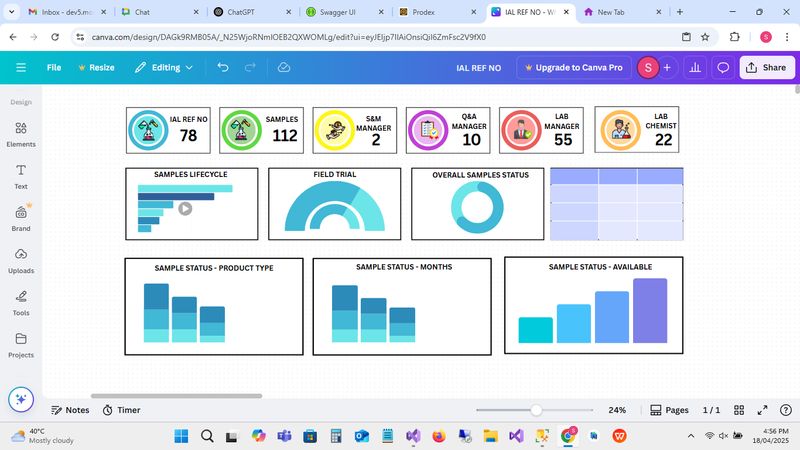 Inbox - dev5.mo
Chat
ChatGPT
Swagger UI
Prodex
IAL REF NO - W
New Tab
canva.com/design/DAGk9RMB05A/_N25WjoRNmIOEB2QXWOMLg/edit?ui=eyJEIjp7IlAiOnsiQiI6ZmFsc2V9fX0
S
File
Resize
Editing
IAL REF NO
Upgrade to Canva Pro
S
Share
Design
Elements
Text
Brand
Uploads
Tools
Projects
IAL REF NO
78
SAMPLES
112
S&M
MANAGER
2
Q&A
MANAGER
10
LAB
MANAGER
55
LAB
CHEMIST
22
SAMPLES LIFECYCLE
FIELD TRIAL
OVERALL SAMPLES STATUS
SAMPLE STATUS - PRODUCT TYPE
SAMPLE STATUS - MONTHS
SAMPLE STATUS - AVAILABLE
Notes
Timer
24%
Pages
1 / 1
40°C
Mostly cloudy
4:56 PM
18/04/2025